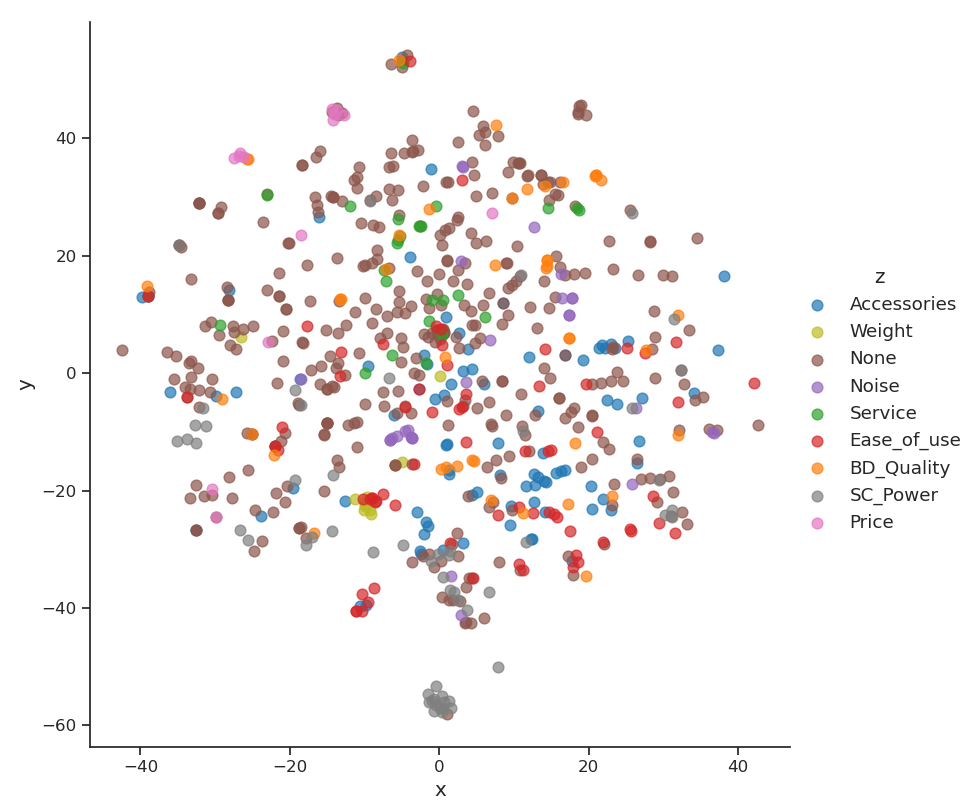 40
20
0
−20
−40
−60
y
−40
−20
0
20
40
x
z
Accessories
Weight
None
Noise
Service
Ease_of_use
BD_Quality
SC_Power
Price